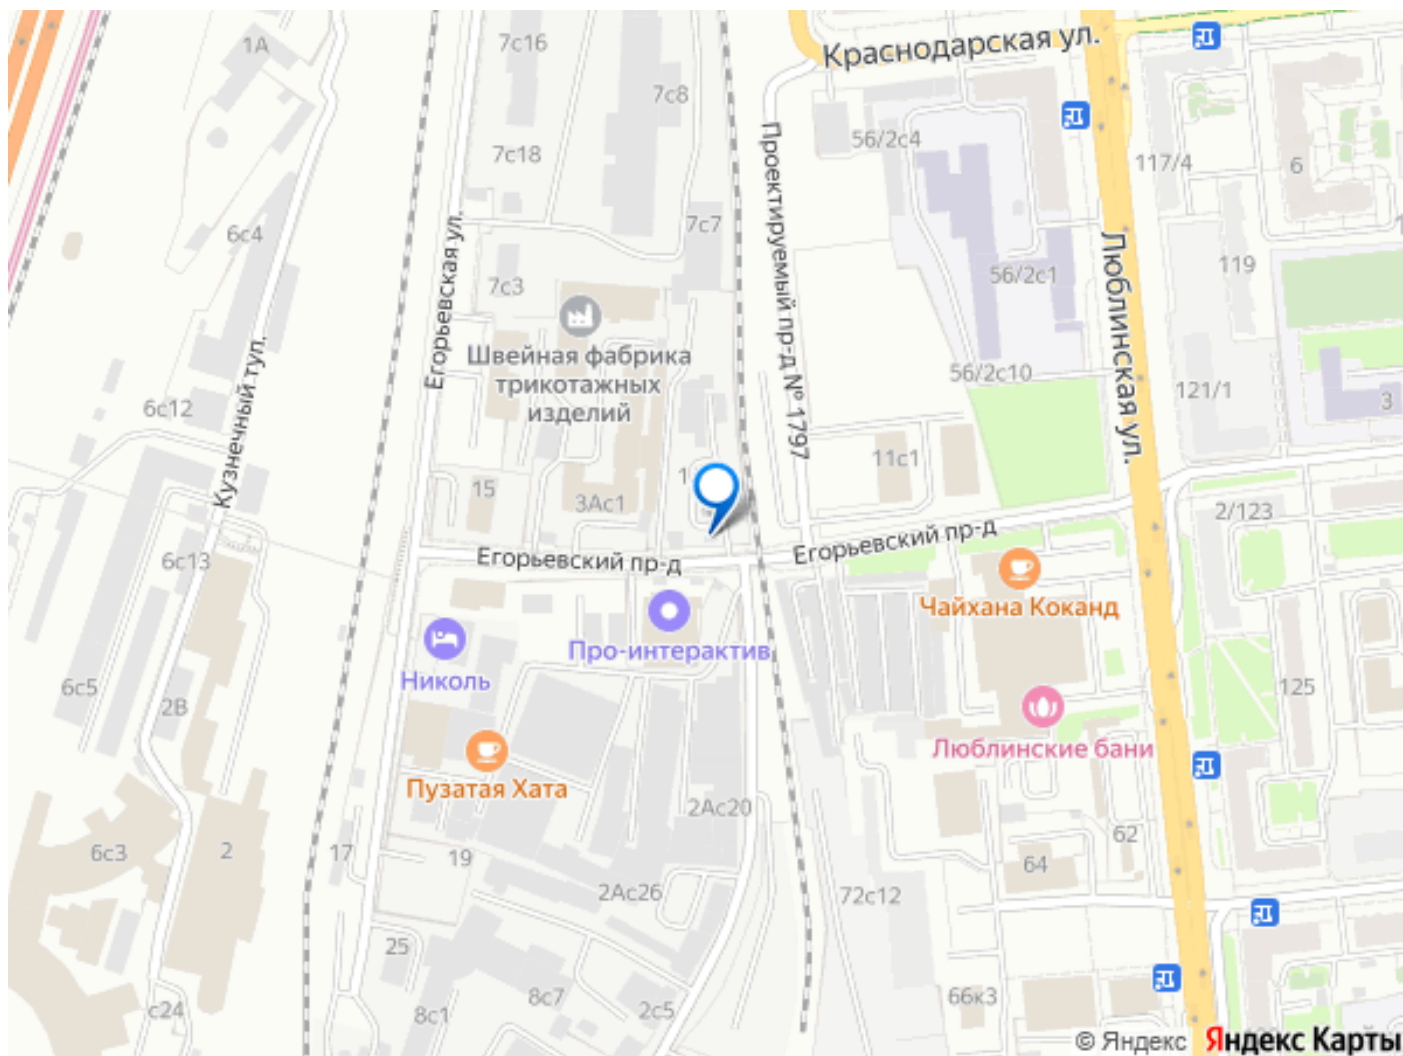 1А
7с16
Краснодарская ул.
7с8
56/2с4
117/4
6
7с18
Проектируемый пр-д № 1797
6с4
7с7
Егорьевская ул.
Люблинская ул.
119
56/2с1
7с3
Швейная фабрика
трикотажных
изделий
Кузнечный туп.
56/2с10
121/1
3
6с12
11с1
15
3Ас1
2/123
Егорьевский пр-д
Егорьевский пр-д
6с13
Чайхана Коканд
Про-интерактив
Николь
6с5
2В
125
Люблинские бани
Пузатая Хата
2Ас20
62
6с3
2
17
19
64
2Ас26
72с12
25
8с7
66к3
с24
8с1
2с5
© Яндекс Яндекс Карты